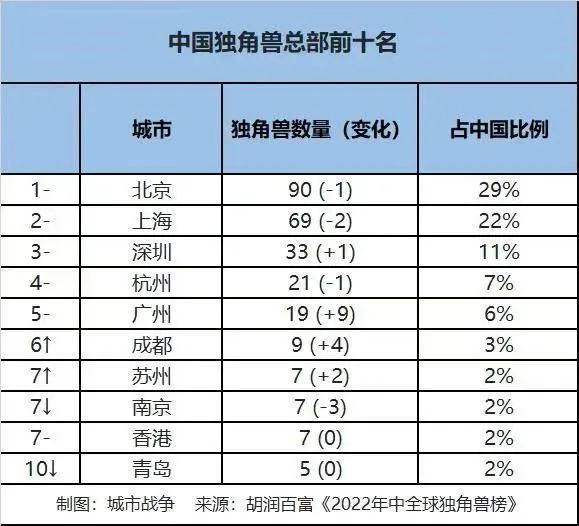 中国独角兽总部前十名
城市 独角兽数量（变化） 占中国比例
1- 北京 90 (-1) 29%
2- 上海 69 (-2) 22%
3- 深圳 33 (+1) 11%
4- 杭州 21 (-1) 7%
5- 广州 19 (+9) 6%
6↑ 成都 9 (+4) 3%
7↑ 苏州 7 (+2) 2%
7↓ 南京 7 (-3) 2%
7- 香港 7 (0) 2%
10↓ 青岛 5 (0) 2%
制图：城市战争 来源：胡润百富《2022年中全球独角兽榜》